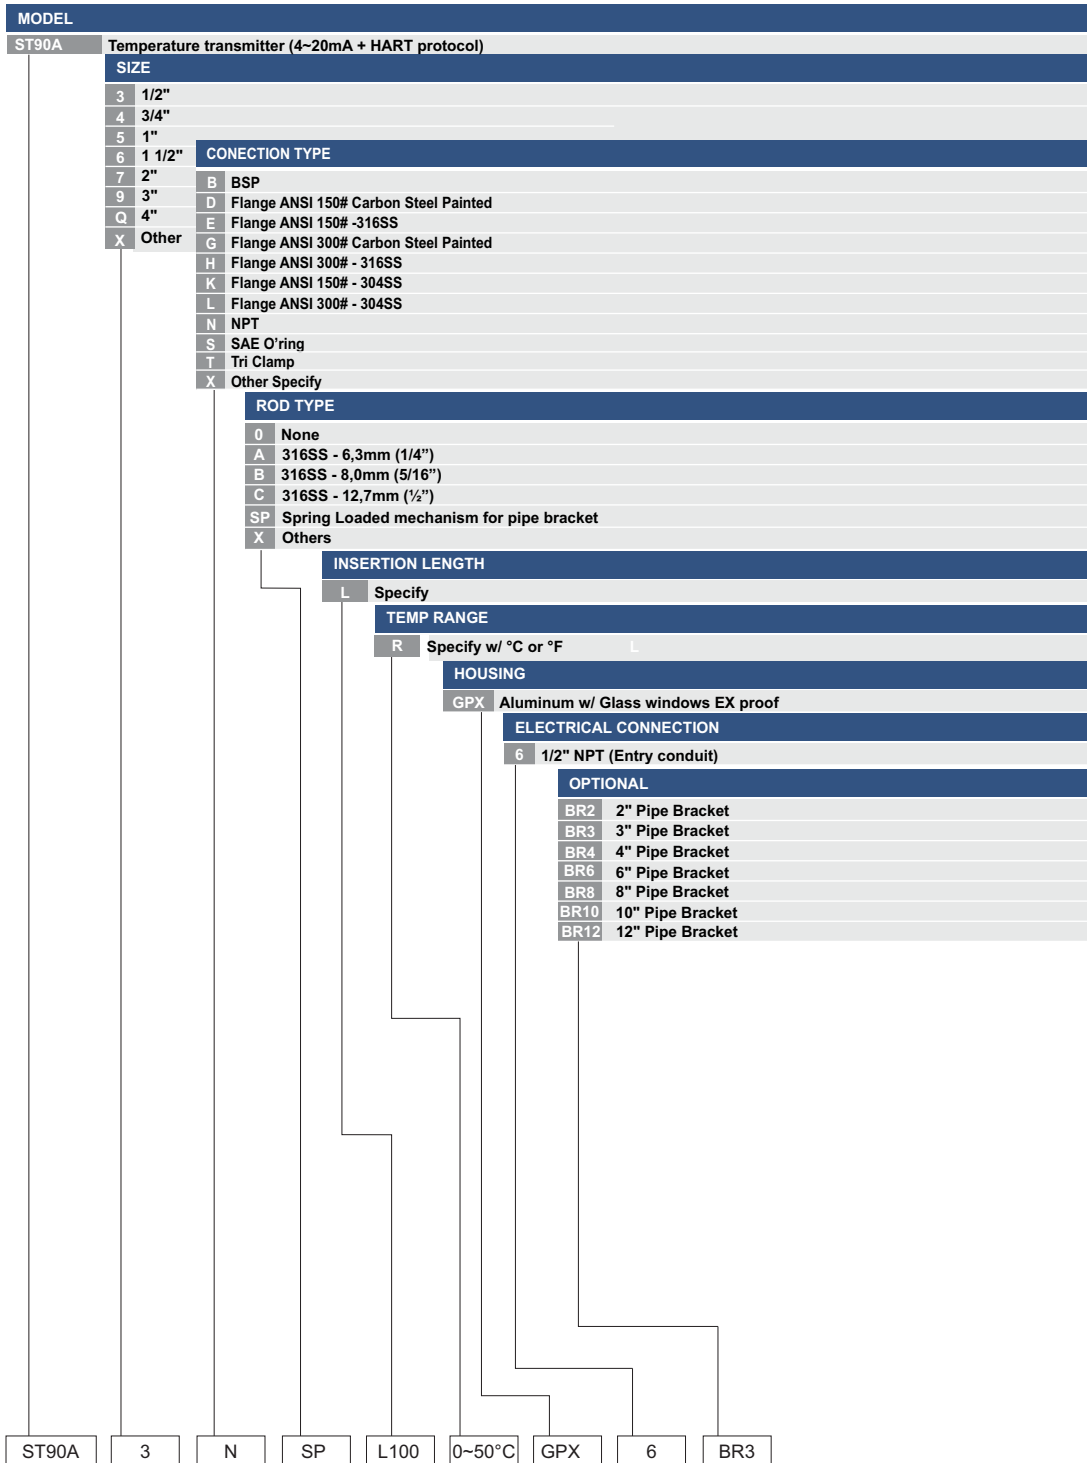 MODEL
ST90A Temperature transmitter (4~20mA + HART protocol)
SIZE
3 1/2"
4 3/4"
5 1"
6 1 1/2"
7 2"
9 3"
Q 4"
X Other
CONECTION TYPE
B BSP
D Flange ANSI 150# Carbon Steel Painted
E Flange ANSI 150# -316SS
G Flange ANSI 300# Carbon Steel Painted
H Flange ANSI 300# - 316SS
K Flange ANSI 150# - 304SS
L Flange ANSI 300# - 304SS
N NPT
S SAE O’ring
T Tri Clamp
X Other Specify
ROD TYPE
0 None
A 316SS - 6,3mm (1/4”)
B 316SS - 8,0mm (5/16”)
C 316SS - 12,7mm (½”)
SP Spring Loaded mechanism for pipe bracket
X Others
INSERTION LENGTH
L Specify
TEMP RANGE
R Specify w/ °C or °F L
HOUSING
GPX Aluminum w/ Glass windows EX proof
ELECTRICAL CONNECTION
6 1/2" NPT (Entry conduit)
OPTIONAL
BR2 2" Pipe Bracket
BR3 3" Pipe Bracket
BR4 4" Pipe Bracket
BR6 6" Pipe Bracket
BR8 8" Pipe Bracket
BR10 10" Pipe Bracket
BR12 12" Pipe Bracket
ST90A 3 N SP L100 0~50°C GPX 6 BR3